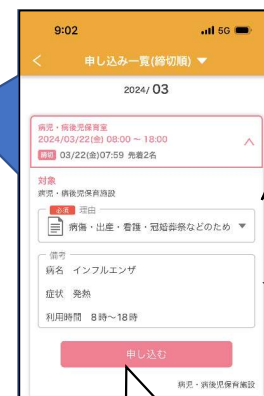 9:02
5G
申し込み一覧(締切順) ▼
2024/ 03
病児・病後児保育室
2024/03/22(金) 08:00 ~ 18:00
締切 03/22(金)07:59 先着2名
対象
病児・病後児保育施設
必須 理由
病傷・出産・看護・冠婚葬祭などのため ▼
備考
病名 インフルエンザ
症状 発熱
利用時間 8時~18時
申し込む
病児・病後児保育施設